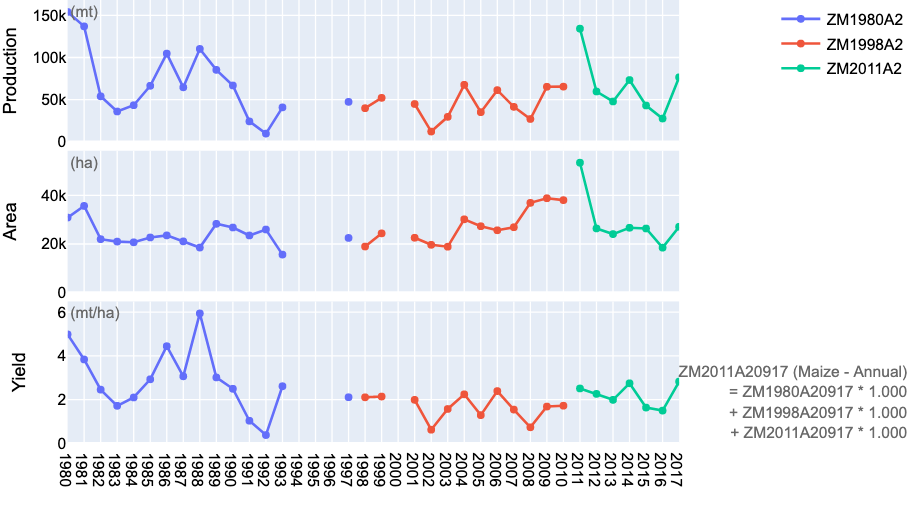 Production
(mt)
150k
100k
50k
0
ZM1980A2
ZM1998A2
ZM2011A2
Area
(ha)
40k
20k
0
Yield
(mt/ha)
6
4
2
0
ZM2011A20917 (Maize - Annual)
= ZM1980A20917 * 1.000
+ ZM1998A20917 * 1.000
+ ZM2011A20917 * 1.000
1980 1981 1982 1983 1984 1985 1986 1987 1988 1989 1990 1991 1992 1993 1994 1995 1996 1997 1998 1999 2000 2001 2002 2003 2004 2005 2006 2007 2008 2009 2010 2011 2012 2013 2014 2015 2016 2017